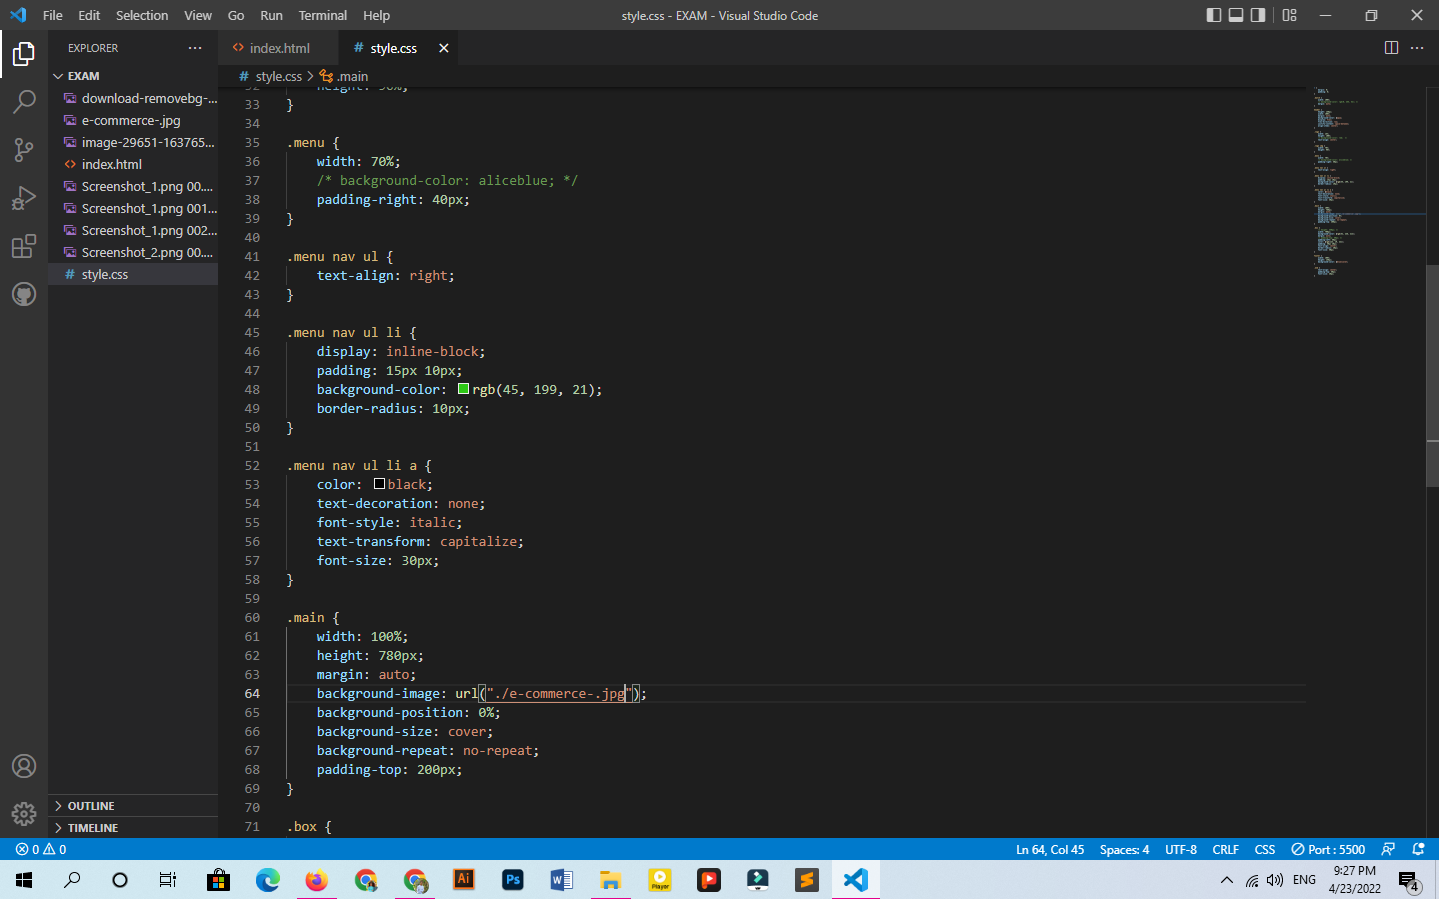 File Edit Selection View Go Run Terminal Help
style.css - EXAM - Visual Studio Code
EXPLORER
EXAM
download-removebg-...
e-commerce-.jpg
image-29651-163765...
index.html
Screenshot_1.png 00....
Screenshot_1.png 001...
Screenshot_1.png 002...
Screenshot_2.png 00....
style.css
OUTLINE
TIMELINE
index.html
style.css
style.css > .main
33 }
34
35 .menu {
36 width: 70%;
37 /* background-color: aliceblue; */
38 padding-right: 40px;
39 }
40
41 .menu nav ul {
42 text-align: right;
43 }
44
45 .menu nav ul li {
46 display: inline-block;
47 padding: 15px 10px;
48 background-color: rgb(45, 199, 21);
49 border-radius: 10px;
50 }
51
52 .menu nav ul li a {
53 color: black;
54 text-decoration: none;
55 font-style: italic;
56 text-transform: capitalize;
57 font-size: 30px;
58 }
59
60 .main {
61 width: 100%;
62 height: 780px;
63 margin: auto;
64 background-image: url("./e-commerce-.jpg");
65 background-position: 0%;
66 background-size: cover;
67 background-repeat: no-repeat;
68 padding-top: 200px;
69 }
70
71 .box {
0 0
Ln 64, Col 45 Spaces: 4 UTF-8 CRLF CSS Port : 5500
Ai Ps W Player P S
ENG
9:27 PM
4/23/2022
4